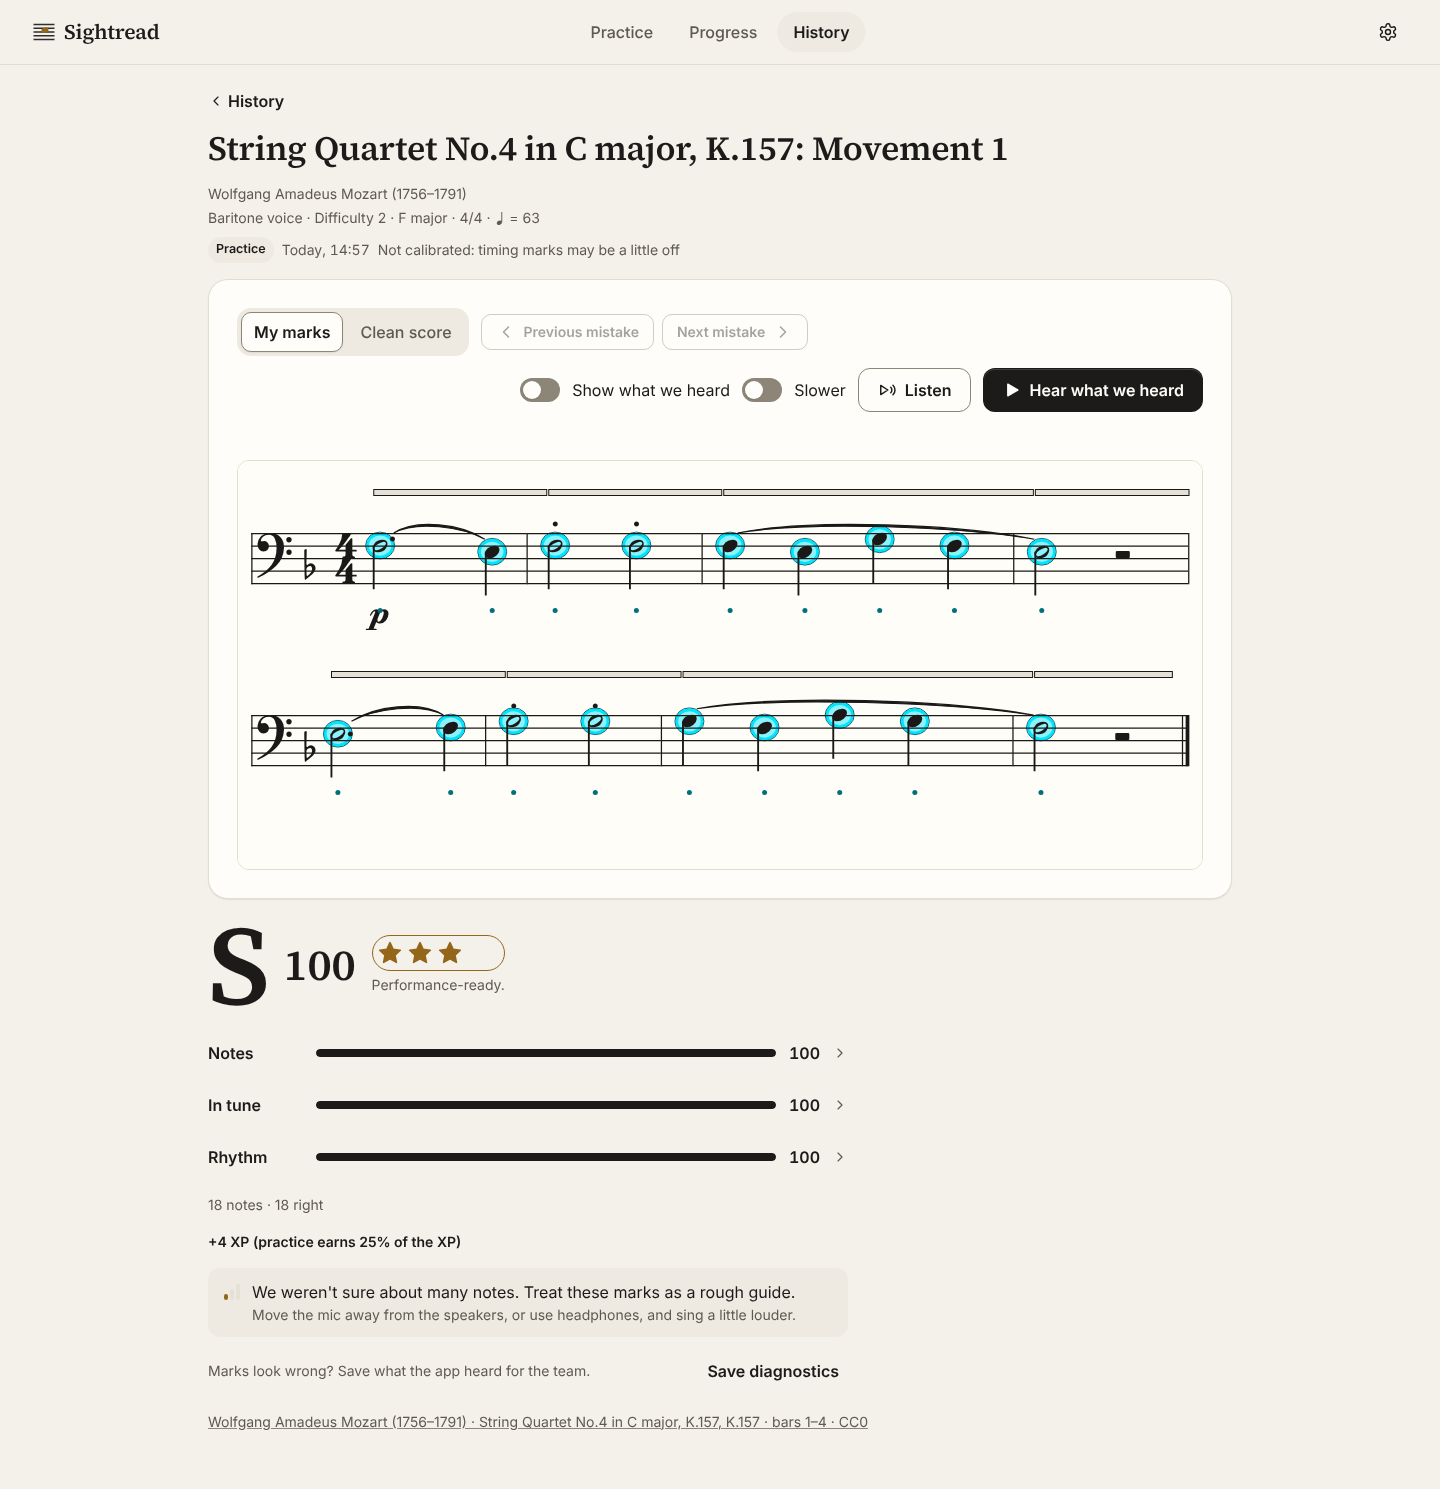 Sightread
Practice
Progress
History
History
String Quartet No.4 in C major, K.157: Movement 1
Wolfgang Amadeus Mozart (1756–1791)
Baritone voice · Difficulty 2 · F major · 4/4 · ♩ = 63
Practice Today, 14:57 Not calibrated: timing marks may be a little off
My marks
Clean score
Previous mistake
Next mistake
Show what we heard
Slower
Listen
Hear what we heard
4
4
p
S 100
Performance-ready.
Notes 100
In tune 100
Rhythm 100
18 notes · 18 right
+4 XP (practice earns 25% of the XP)
We weren't sure about many notes. Treat these marks as a rough guide.
Move the mic away from the speakers, or use headphones, and sing a little louder.
Marks look wrong? Save what the app heard for the team. Save diagnostics
Wolfgang Amadeus Mozart (1756–1791) · String Quartet No.4 in C major, K.157, K.157 · bars 1–4 · CC0